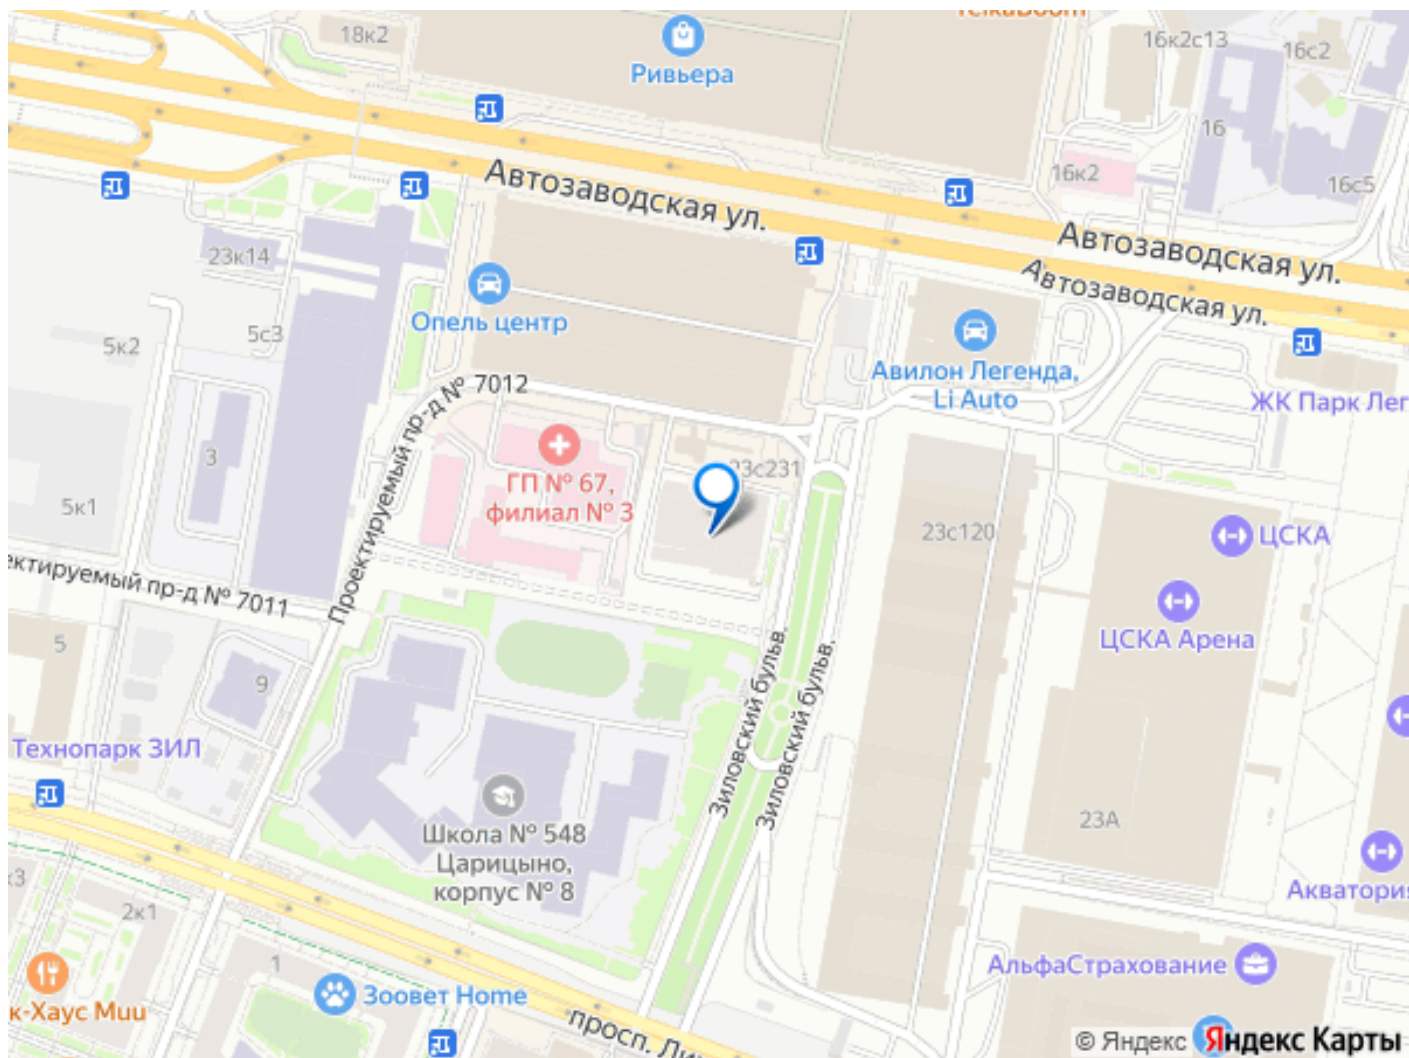 18к2
Ривьера
16к2с13
16с2
16
16к2
16с5
Автозаводская ул.
Автозаводская ул.
Автозаводская ул.
23к14
5с3
5к2
Опель центр
Авилон Легенда,
Li Auto
ЖК Парк Лег
Проектируемый пр-д № 7012
3
5к1
ГП № 67,
филиал № 3
23с231
23с120
ЦСКА
ЦСКА Арена
ектируемый пр-д № 7011
5
9
Технопарк ЗИЛ
Зиловский бульв.
Зиловский бульв.
Школа № 548
Царицыно,
корпус № 8
23А
Акватория
к3
2к1
1
АльфаСтрахование
Зоовет Home
к-Хаус Muu
просп. Ли
© Яндекс Яндекс Карты